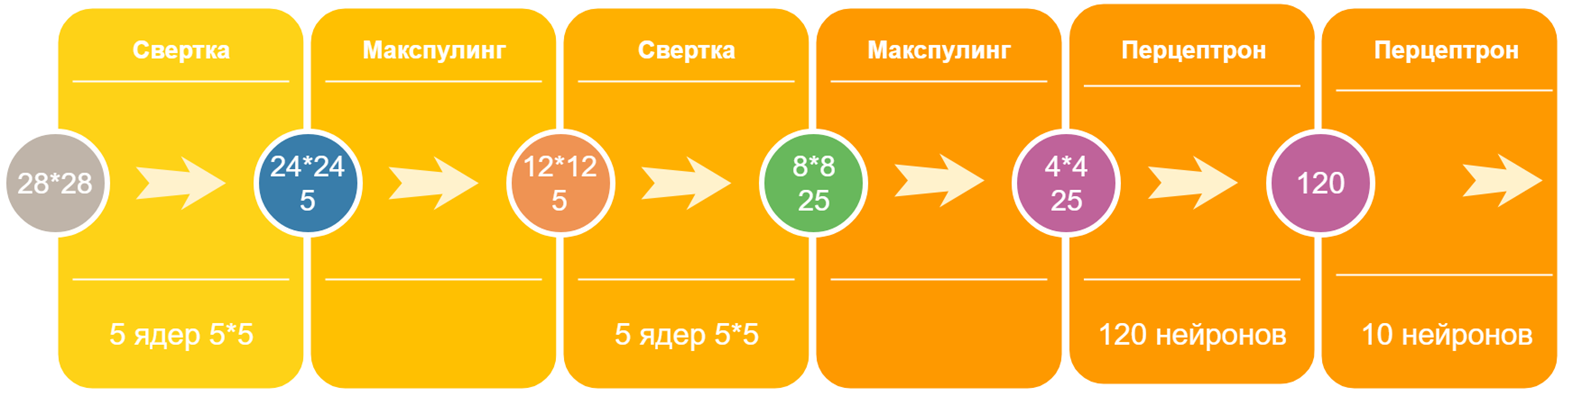 Свертка
Макспулинг
Свертка
Макспулинг
Перцептрон
Перцептрон
28*28
24*24
5
12*12
5
8*8
25
4*4
25
120
5 ядер 5*5
5 ядер 5*5
120 нейронов
10 нейронов